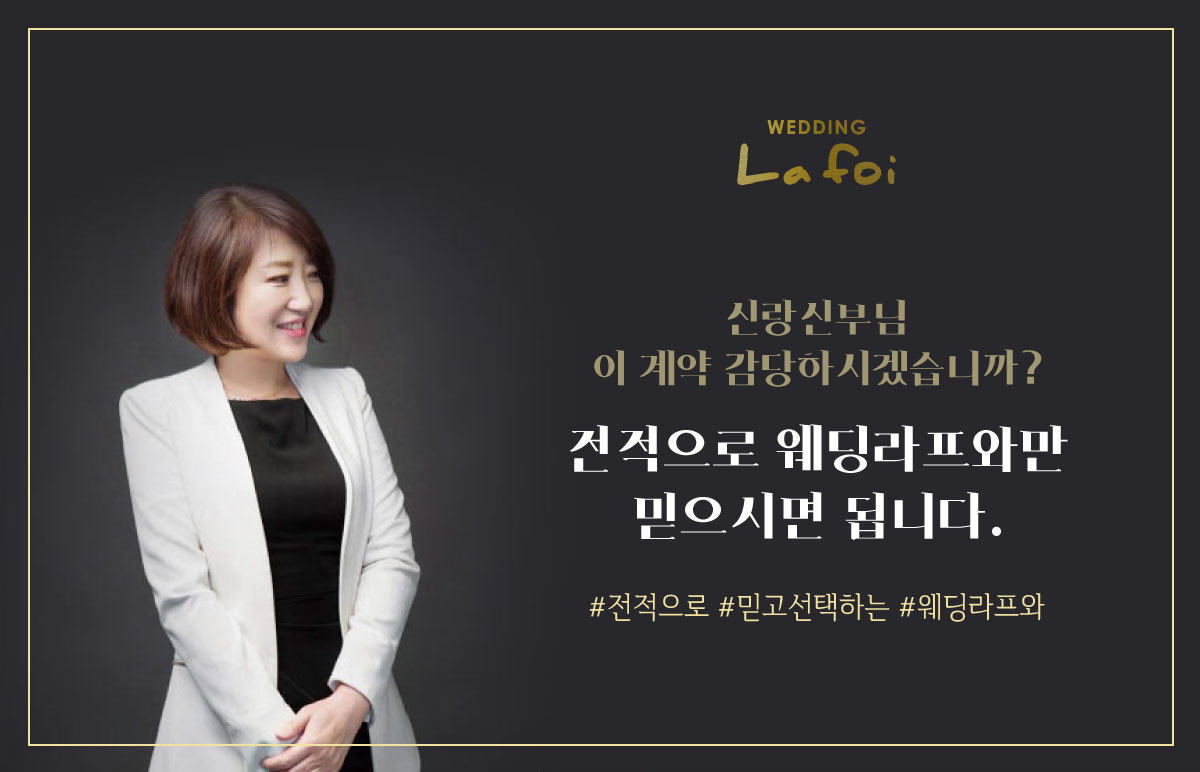 WEDDING
Lafoi
신랑신부님
이 계약 감당하시겠습니까?
전적으로 웨딩라프와만
믿으시면 됩니다.
#전적으로 #믿고선택하는 #웨딩라프와